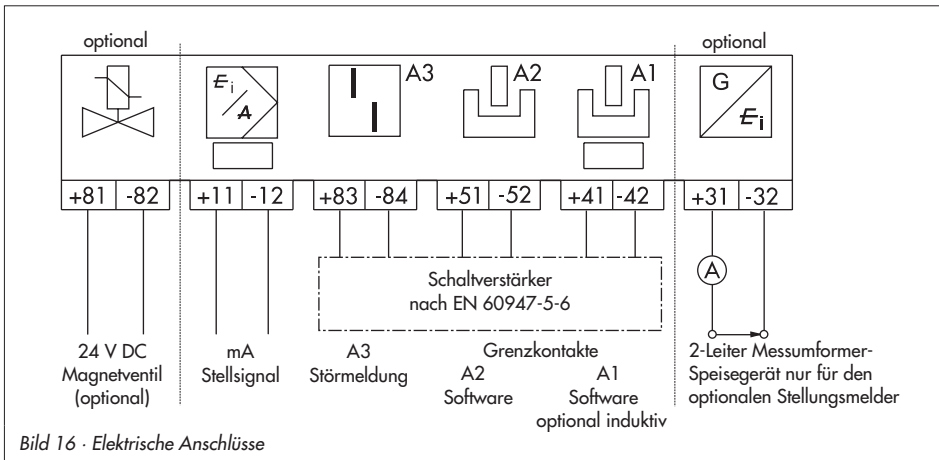 optional
optional
E i / A
A3
A2
A1
G / E i
+81 -82
+11 -12
+83 -84
+51 -52
+41 -42
+31 -32
A
Schaltverstärker
nach EN 60947-5-6
24 V DC
Magnetventil
(optional)
mA
Stellsignal
A3
Störmeldung
Grenzkontakte
A2
Software
A1
Software
optional induktiv
2-Leiter Messumformer-
Speisegerät nur für den
optionalen Stellungsmelder
Bild 16 · Elektrische Anschlüsse